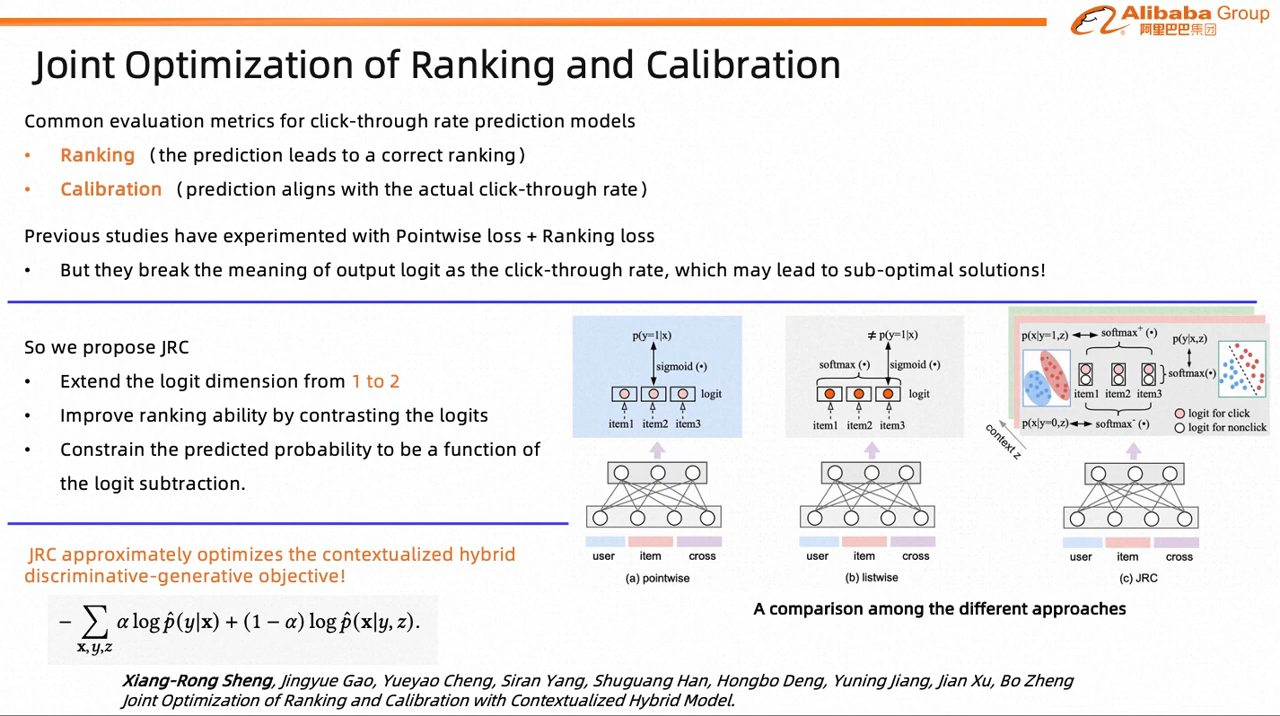 Alibaba Group
阿里巴巴集团
Joint Optimization of Ranking and Calibration
Common evaluation metrics for click-through rate prediction models
• Ranking (the prediction leads to a correct ranking)
• Calibration (prediction aligns with the actual click-through rate)
Previous studies have experimented with Pointwise loss + Ranking loss
• But they break the meaning of output logit as the click-through rate, which may lead to sub-optimal solutions!
So we propose JRC
• Extend the logit dimension from 1 to 2
• Improve ranking ability by contrasting the logits
• Constrain the predicted probability to be a function of
the logit subtraction.
JRC approximately optimizes the contextualized hybrid
discriminative-generative objective!
− ∑ α log p̂(y|x) + (1 − α) log p̂(x|y, z).
x,y,z
p(y=1|x)
sigmoid (•)
logit
item1 item2 item3
user item cross
(a) pointwise
≠ p(y=1|x)
softmax (•) sigmoid (•)
logit
item1 item2 item3
user item cross
(b) listwise
p(x|y=1,z) softmax⁺ (•)
p(y|x,z)
softmax(•)
item1 item2 item3
logit for click
logit for nonclick
p(x|y=0,z) softmax⁻ (•)
context z
user item cross
(c) JRC
A comparison among the different approaches
Xiang-Rong Sheng, Jingyue Gao, Yueyao Cheng, Siran Yang, Shuguang Han, Hongbo Deng, Yuning Jiang, Jian Xu, Bo Zheng
Joint Optimization of Ranking and Calibration with Contextualized Hybrid Model.